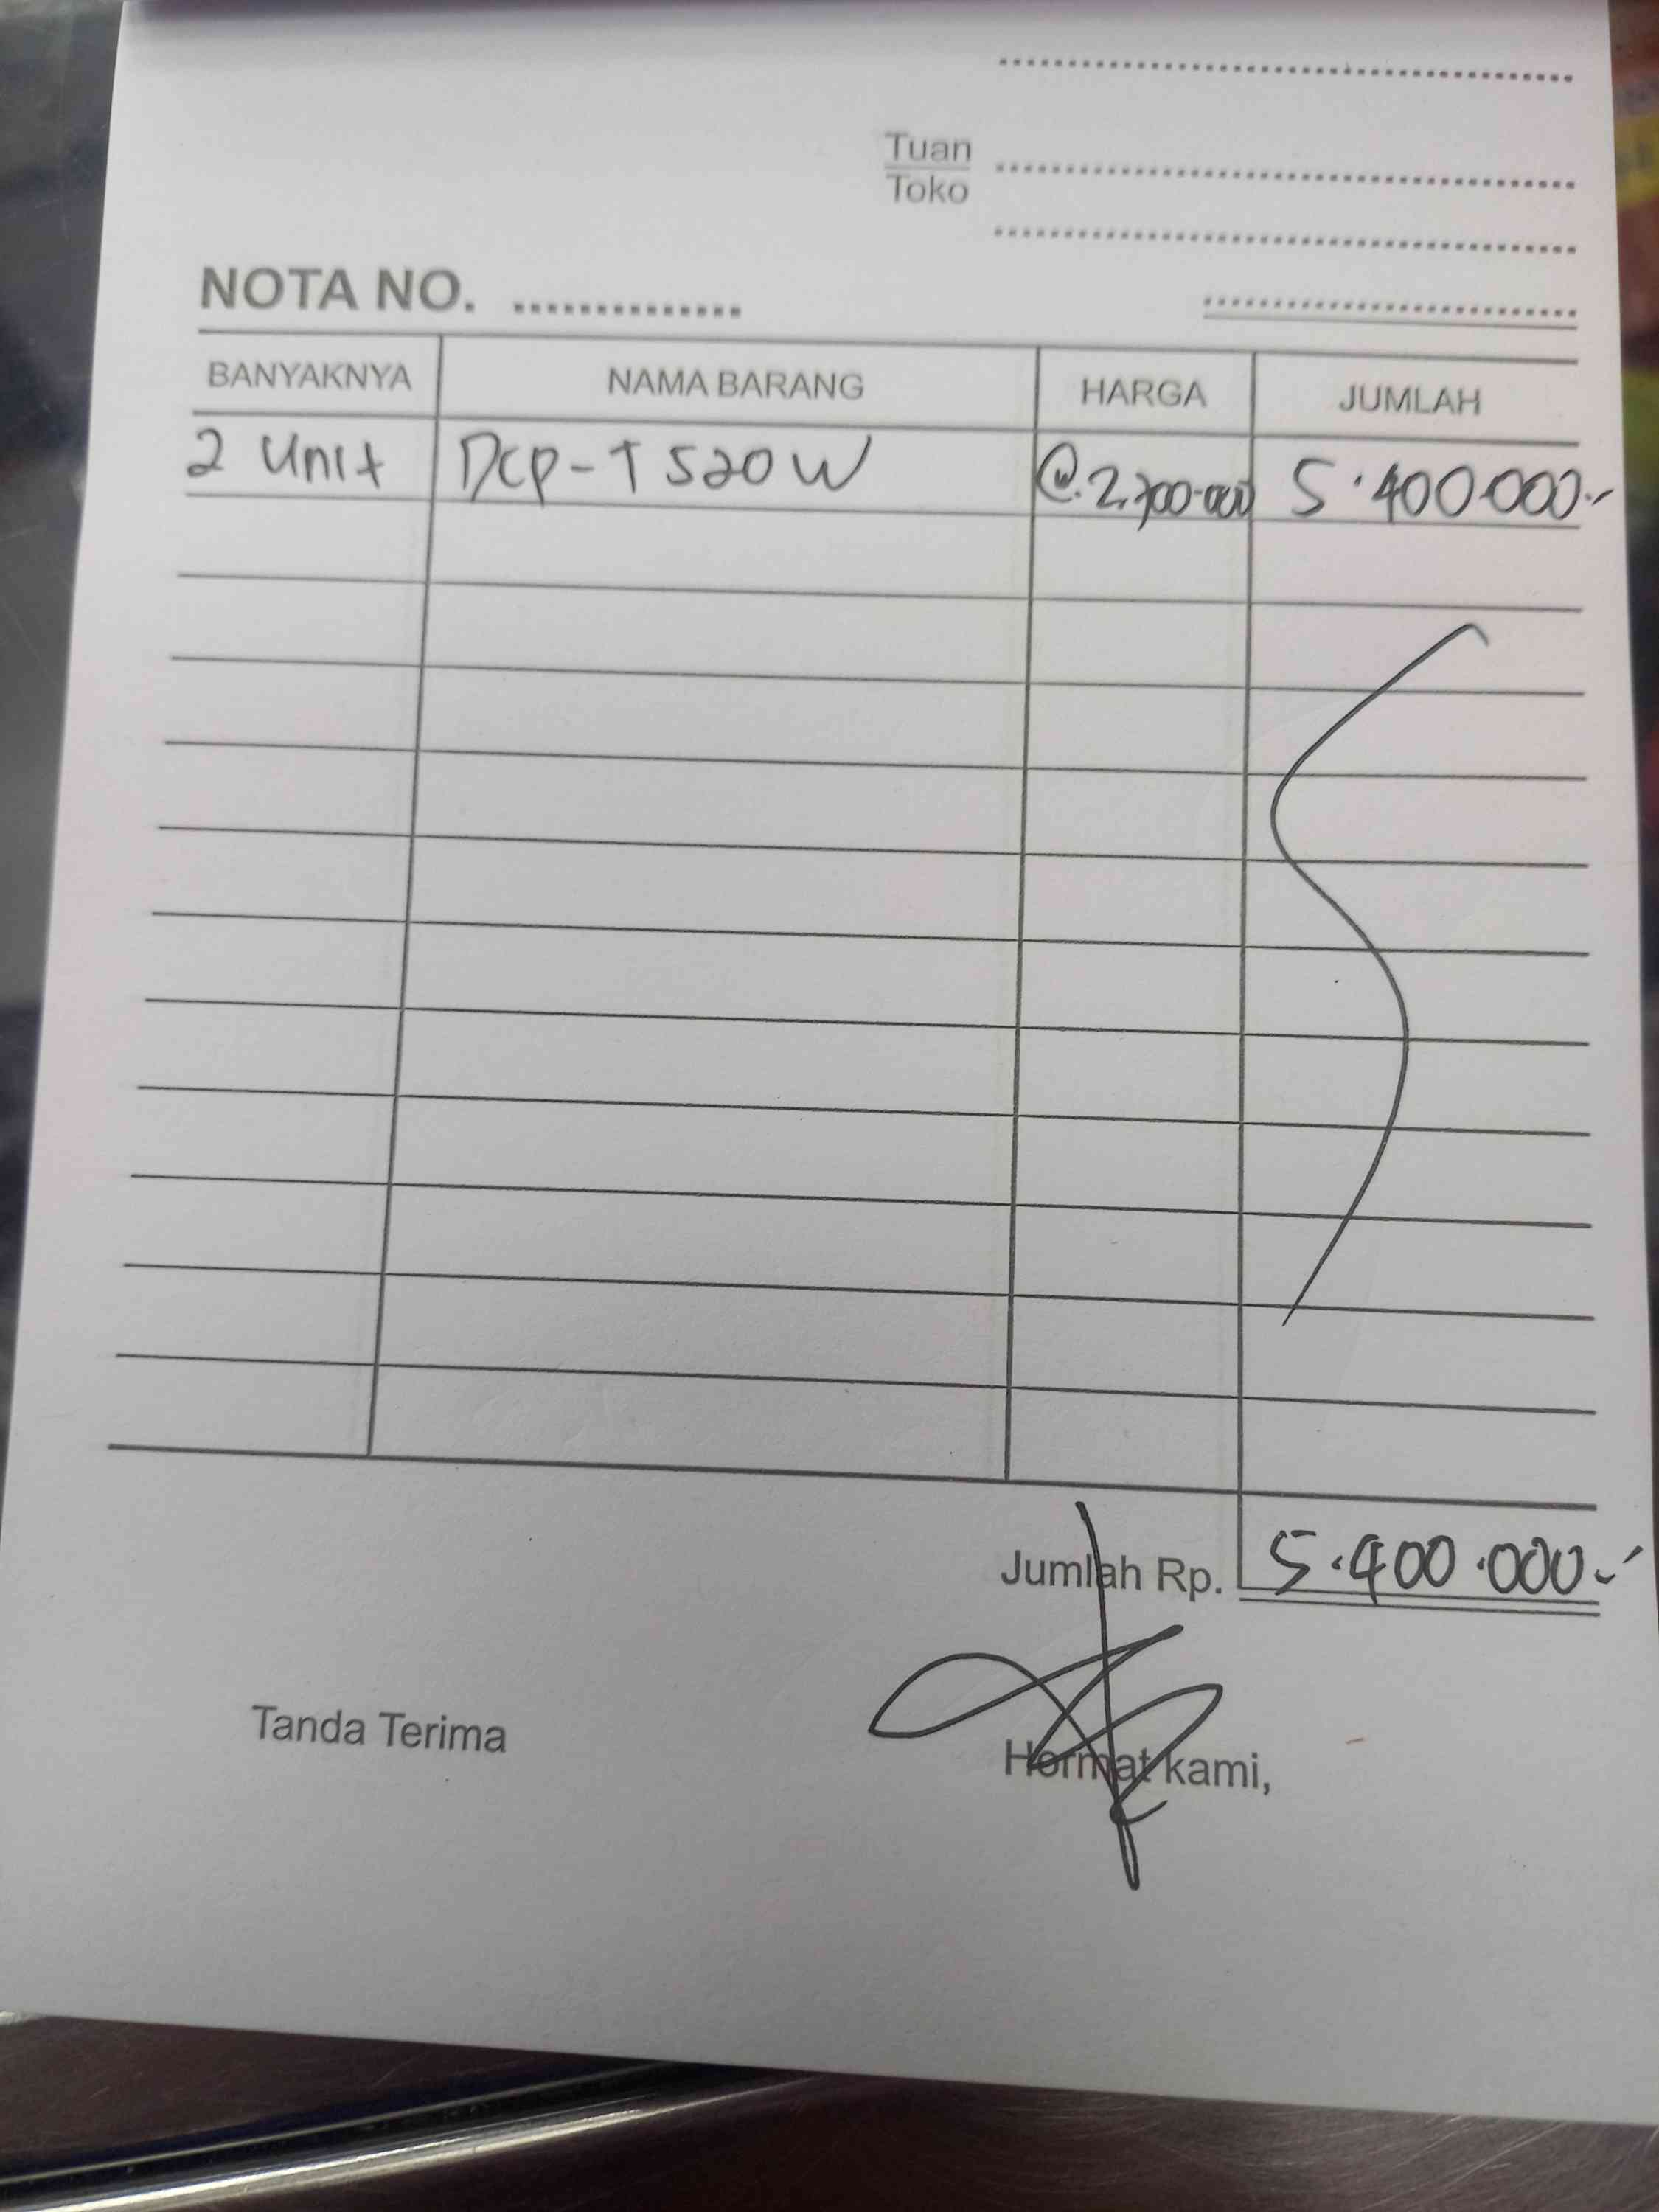 Tuan
Toko
NOTA NO.
BANYAKNYA NAMA BARANG HARGA JUMLAH
2 Unit DCP-T520W @.2.700.000 5.400.000.-
Jumlah Rp. 5.400.000.-
Tanda Terima Hormat kami,